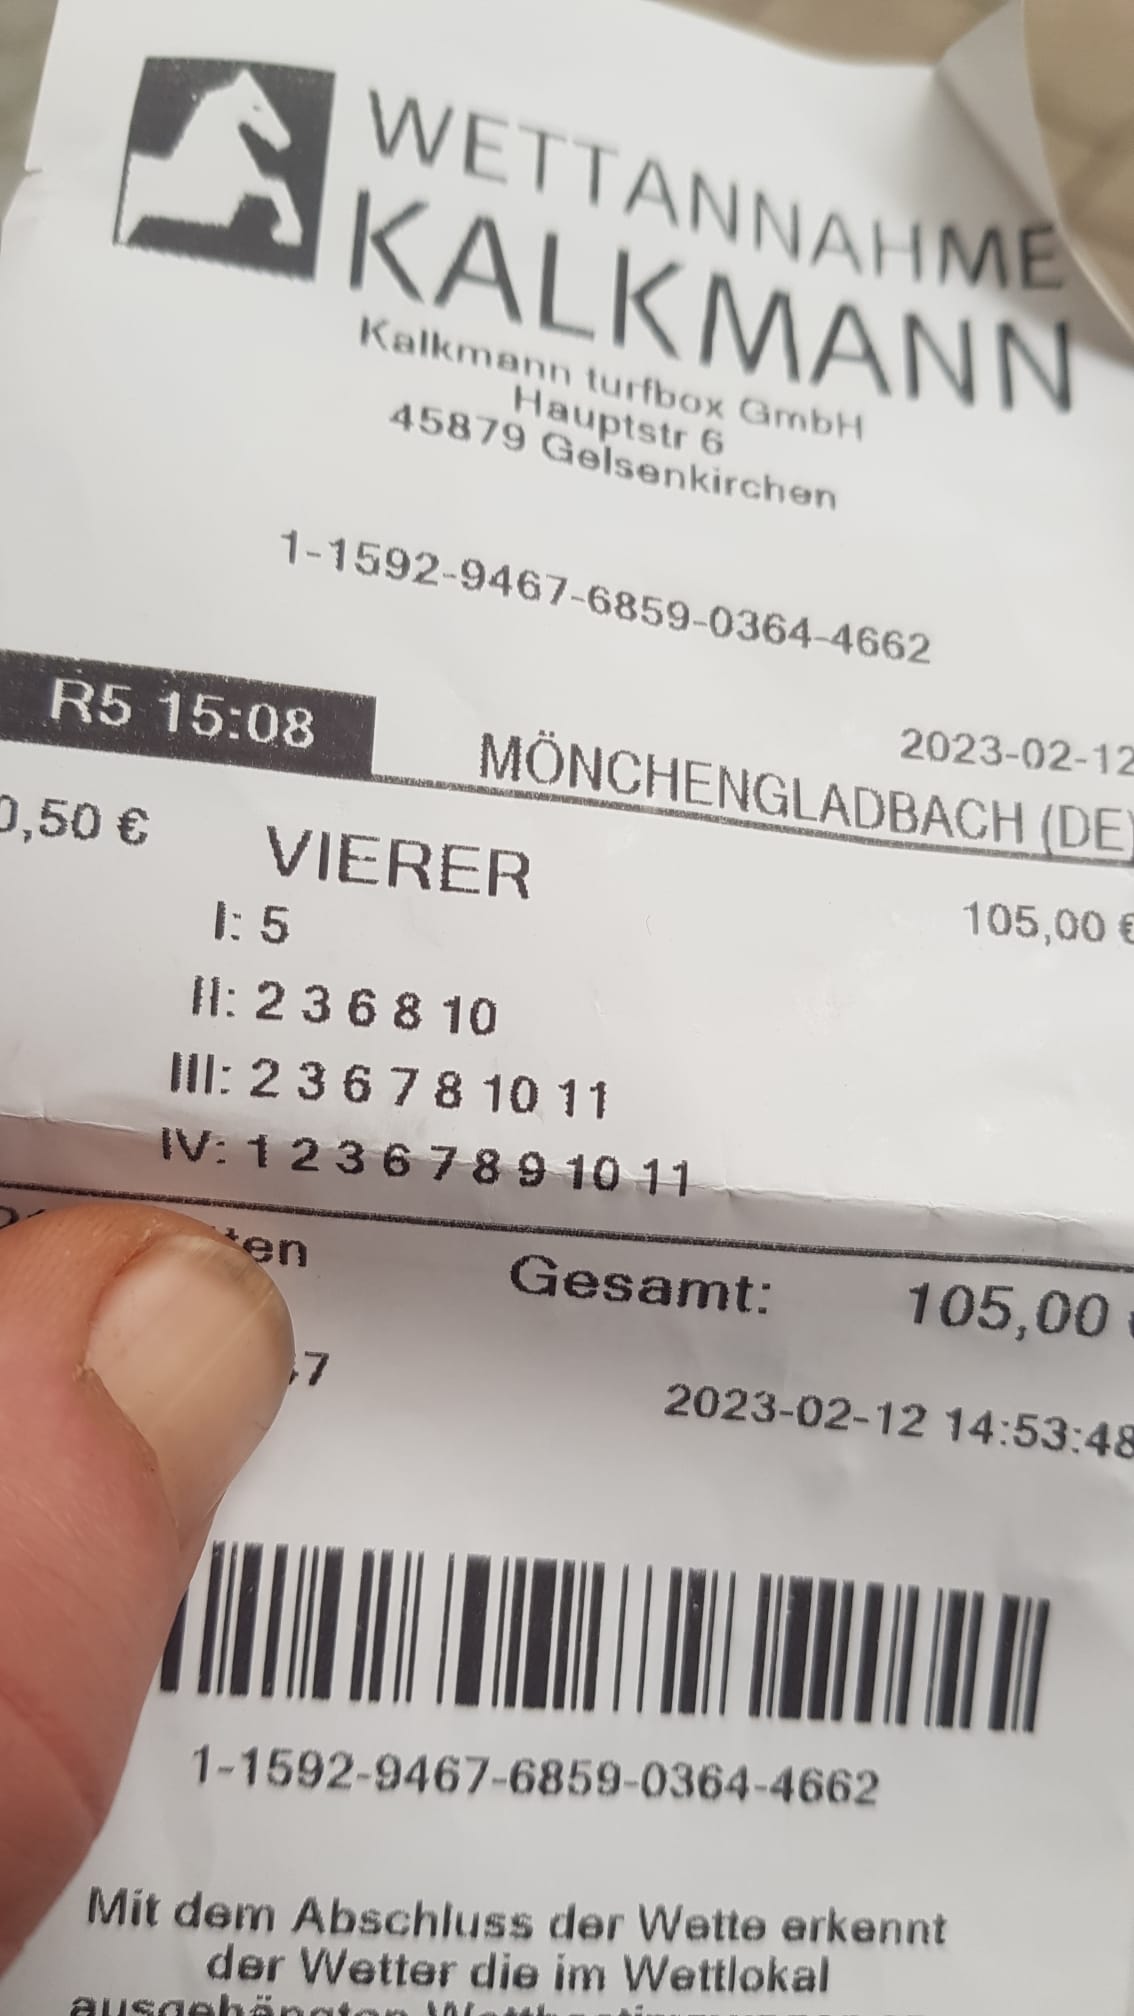 WETTANNAHME
KALKMANN
Kalkmann turfbox GmbH
Hauptstr 6
45879 Gelsenkirchen
1-1592-9467-6859-0364-4662
R5 15:08
2023-02-12
MÖNCHENGLADBACH (DE)
0,50 € VIERER 105,00 €
I: 5
II: 2 3 6 8 10
III: 2 3 6 7 8 10 11
IV: 1 2 3 6 7 8 9 10 11
Gesamt: 105,00
2023-02-12 14:53:48
1-1592-9467-6859-0364-4662
Mit dem Abschluss der Wette erkennt
der Wetter die im Wettlokal